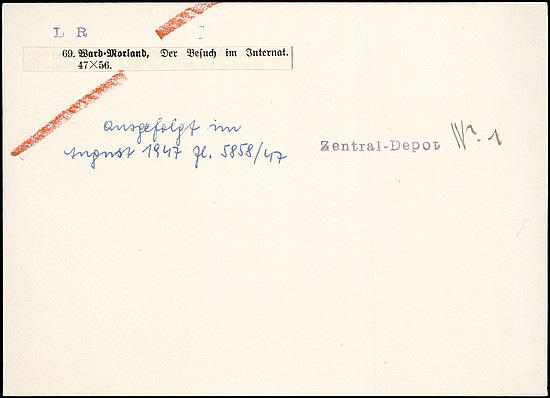 L R
69. Ward-Morland, Der Besuch im Internat.
47×56.
ausgefolgt im
August 1947 Zl. 5858/47
Zentral-Depot Nr. 1